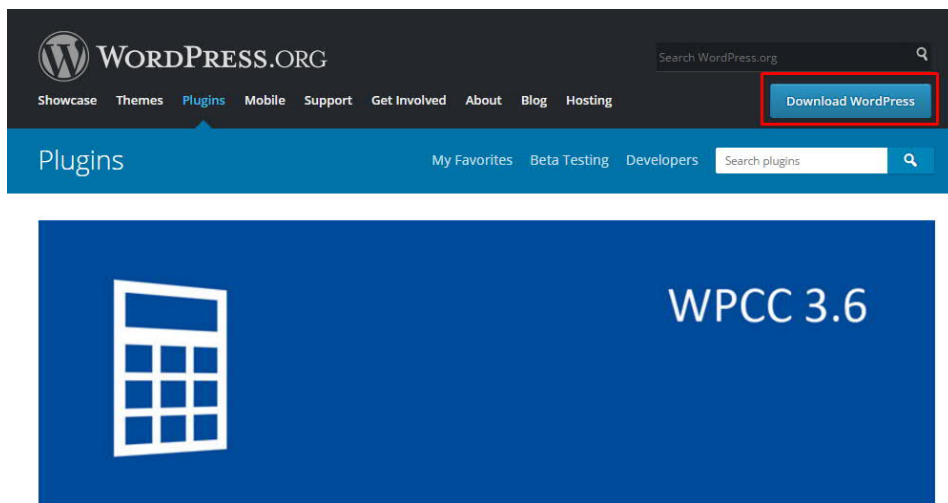 WORDPRESS.ORG
Search WordPress.org
Showcase Themes Plugins Mobile Support Get Involved About Blog Hosting
Download WordPress
Plugins
My Favorites Beta Testing Developers
Search plugins
WPCC 3.6